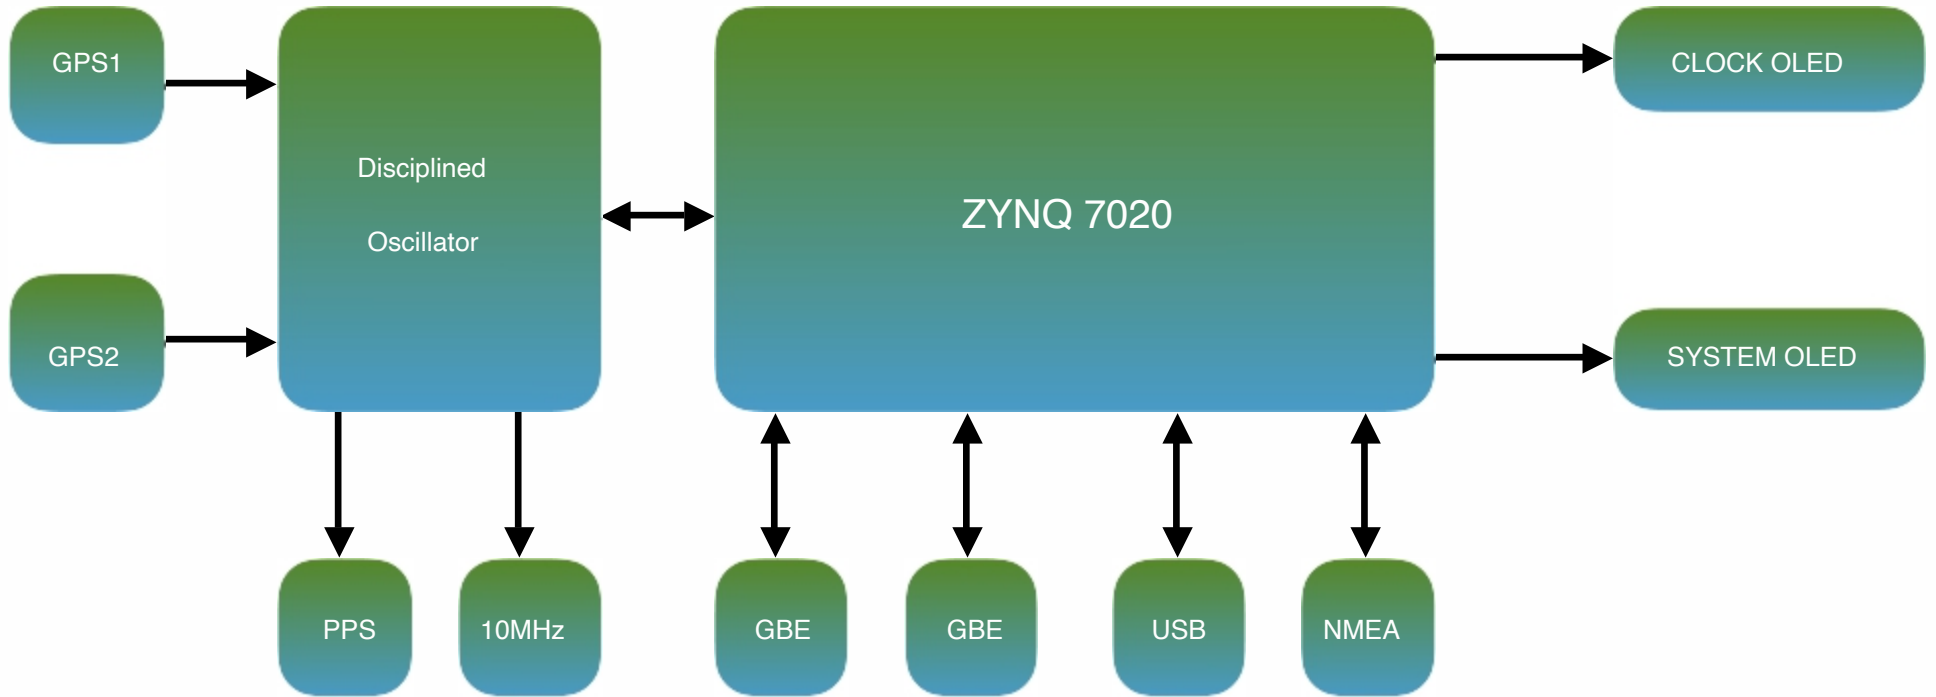 GPS1
CLOCK OLED
Disciplined
Oscillator
ZYNQ 7020
GPS2
SYSTEM OLED
PPS
10MHz
GBE
GBE
USB
NMEA